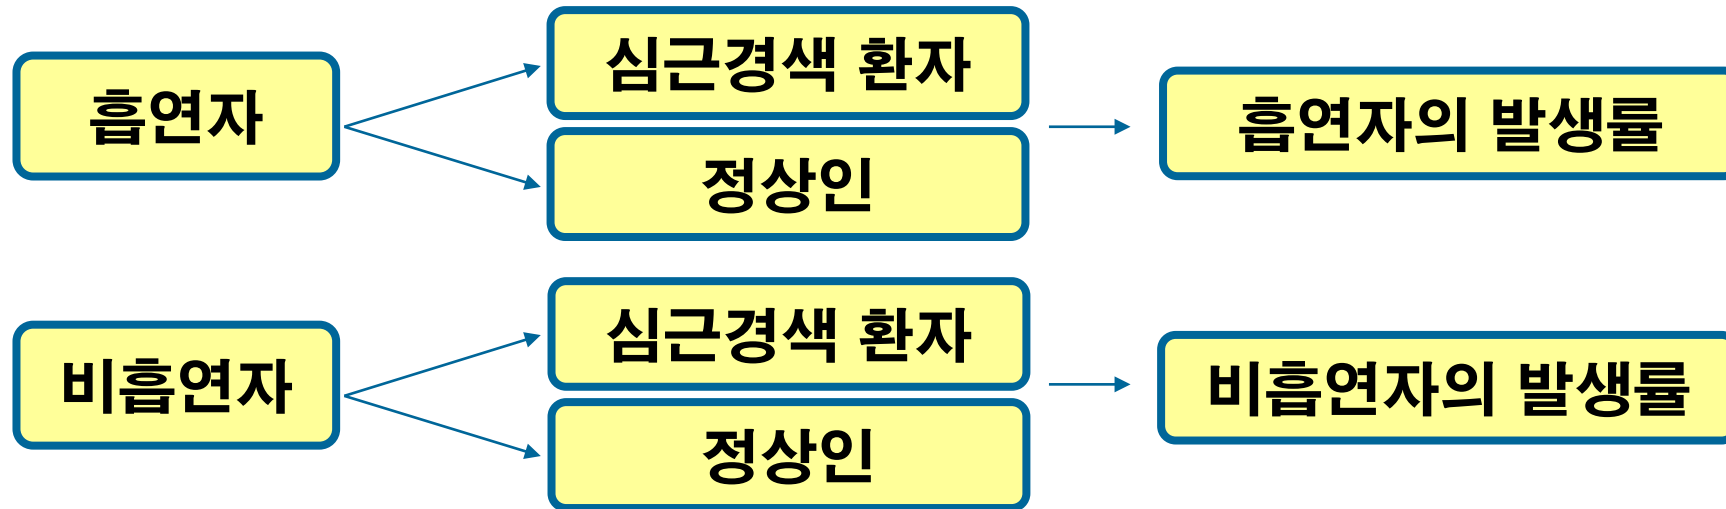 흡연자
심근경색 환자
정상인
흡연자의 발생률
비흡연자
심근경색 환자
정상인
비흡연자의 발생률